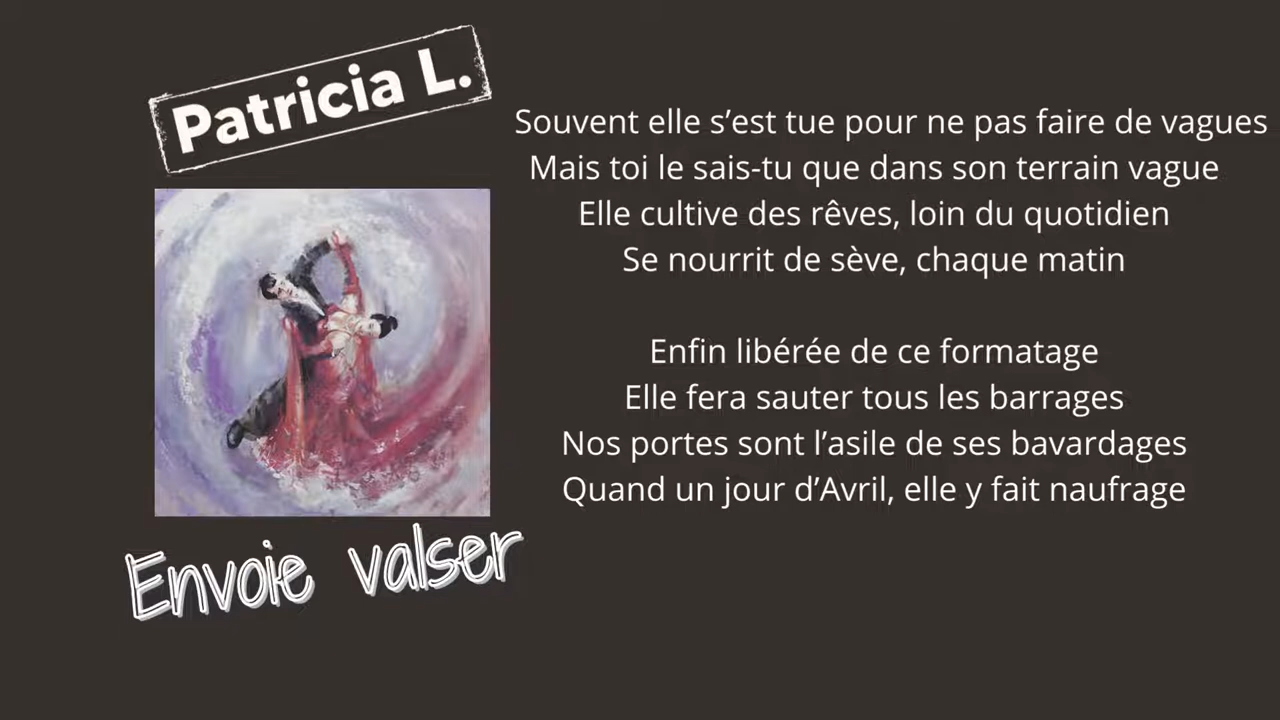 Patricia L.
Souvent elle s’est tue pour ne pas faire de vagues
Mais toi le sais-tu que dans son terrain vague
Elle cultive des rêves, loin du quotidien
Se nourrit de sève, chaque matin
Enfin libérée de ce formatage
Elle fera sauter tous les barrages
Nos portes sont l’asile de ses bavardages
Quand un jour d’Avril, elle y fait naufrage
Envoie valser